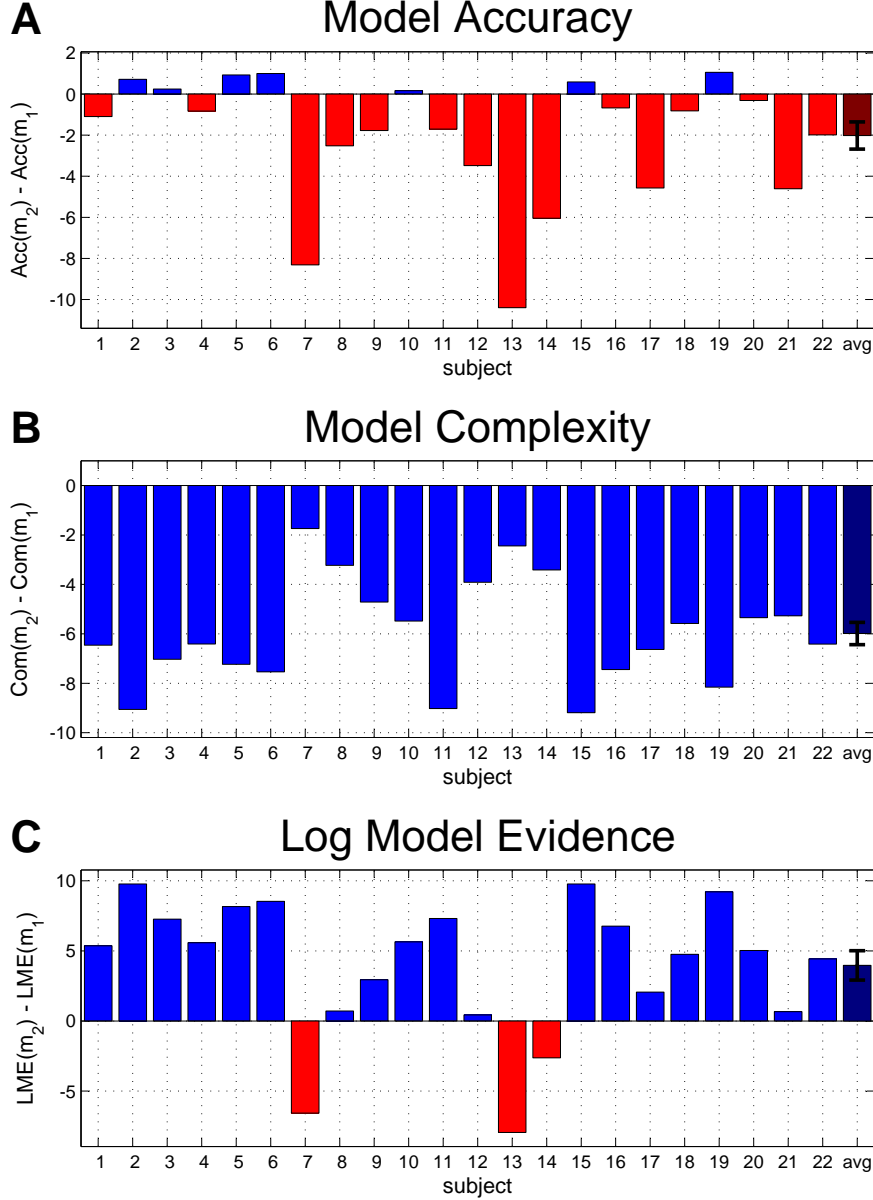 A
Model Accuracy
Acc(m2) - Acc(m1)
2
0
-2
-4
-6
-8
-10
1 2 3 4 5 6 7 8 9 10 11 12 13 14 15 16 17 18 19 20 21 22 avg
subject
B
Model Complexity
Com(m2) - Com(m1)
0
-2
-4
-6
-8
-10
1 2 3 4 5 6 7 8 9 10 11 12 13 14 15 16 17 18 19 20 21 22 avg
subject
C
Log Model Evidence
LME(m2) - LME(m1)
10
5
0
-5
1 2 3 4 5 6 7 8 9 10 11 12 13 14 15 16 17 18 19 20 21 22 avg
subject